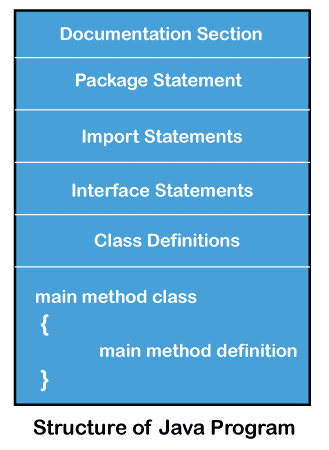 Documentation Section
Package Statement
Import Statements
Interface Statements
Class Definitions
main method class
{
main method definition
}
Structure of Java Program